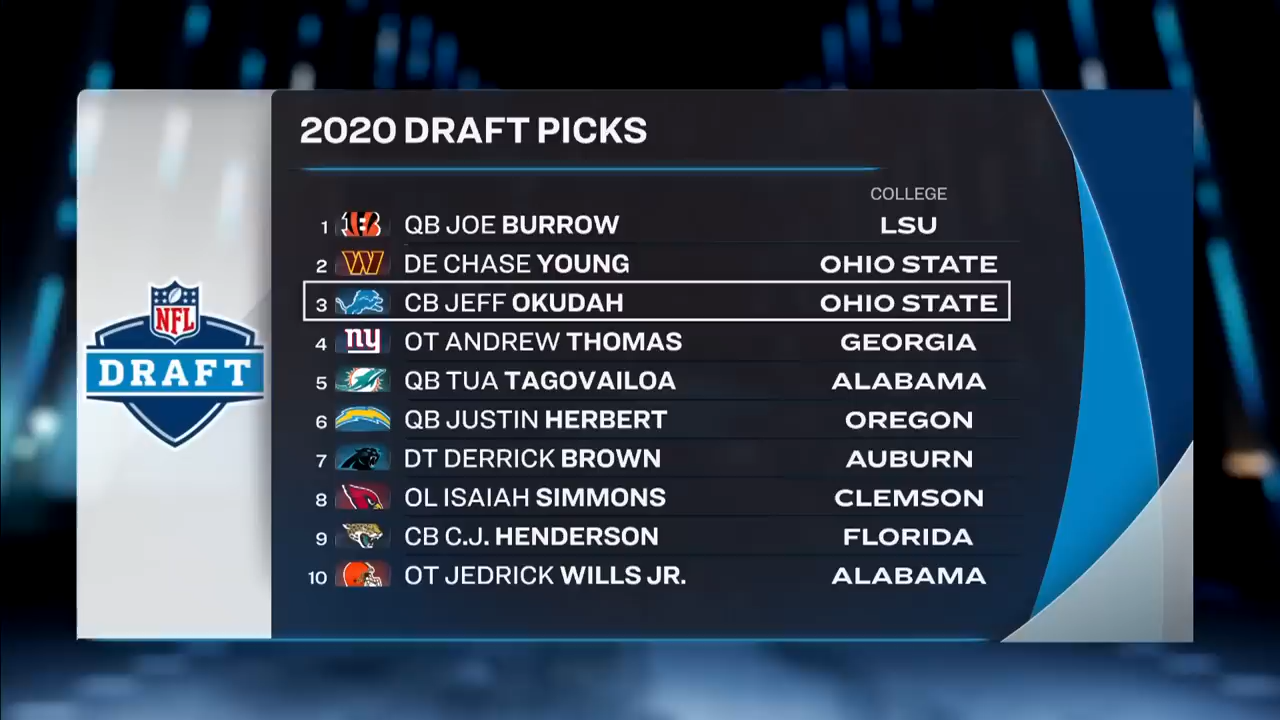 2020 DRAFT PICKS
COLLEGE
1 QB JOE BURROW LSU
2 DE CHASE YOUNG OHIO STATE
3 CB JEFF OKUDAH OHIO STATE
4 ny OT ANDREW THOMAS GEORGIA
5 QB TUA TAGOVAILOA ALABAMA
6 QB JUSTIN HERBERT OREGON
7 DT DERRICK BROWN AUBURN
8 OL ISAIAH SIMMONS CLEMSON
9 CB C.J. HENDERSON FLORIDA
10 OT JEDRICK WILLS JR. ALABAMA
NFL
DRAFT